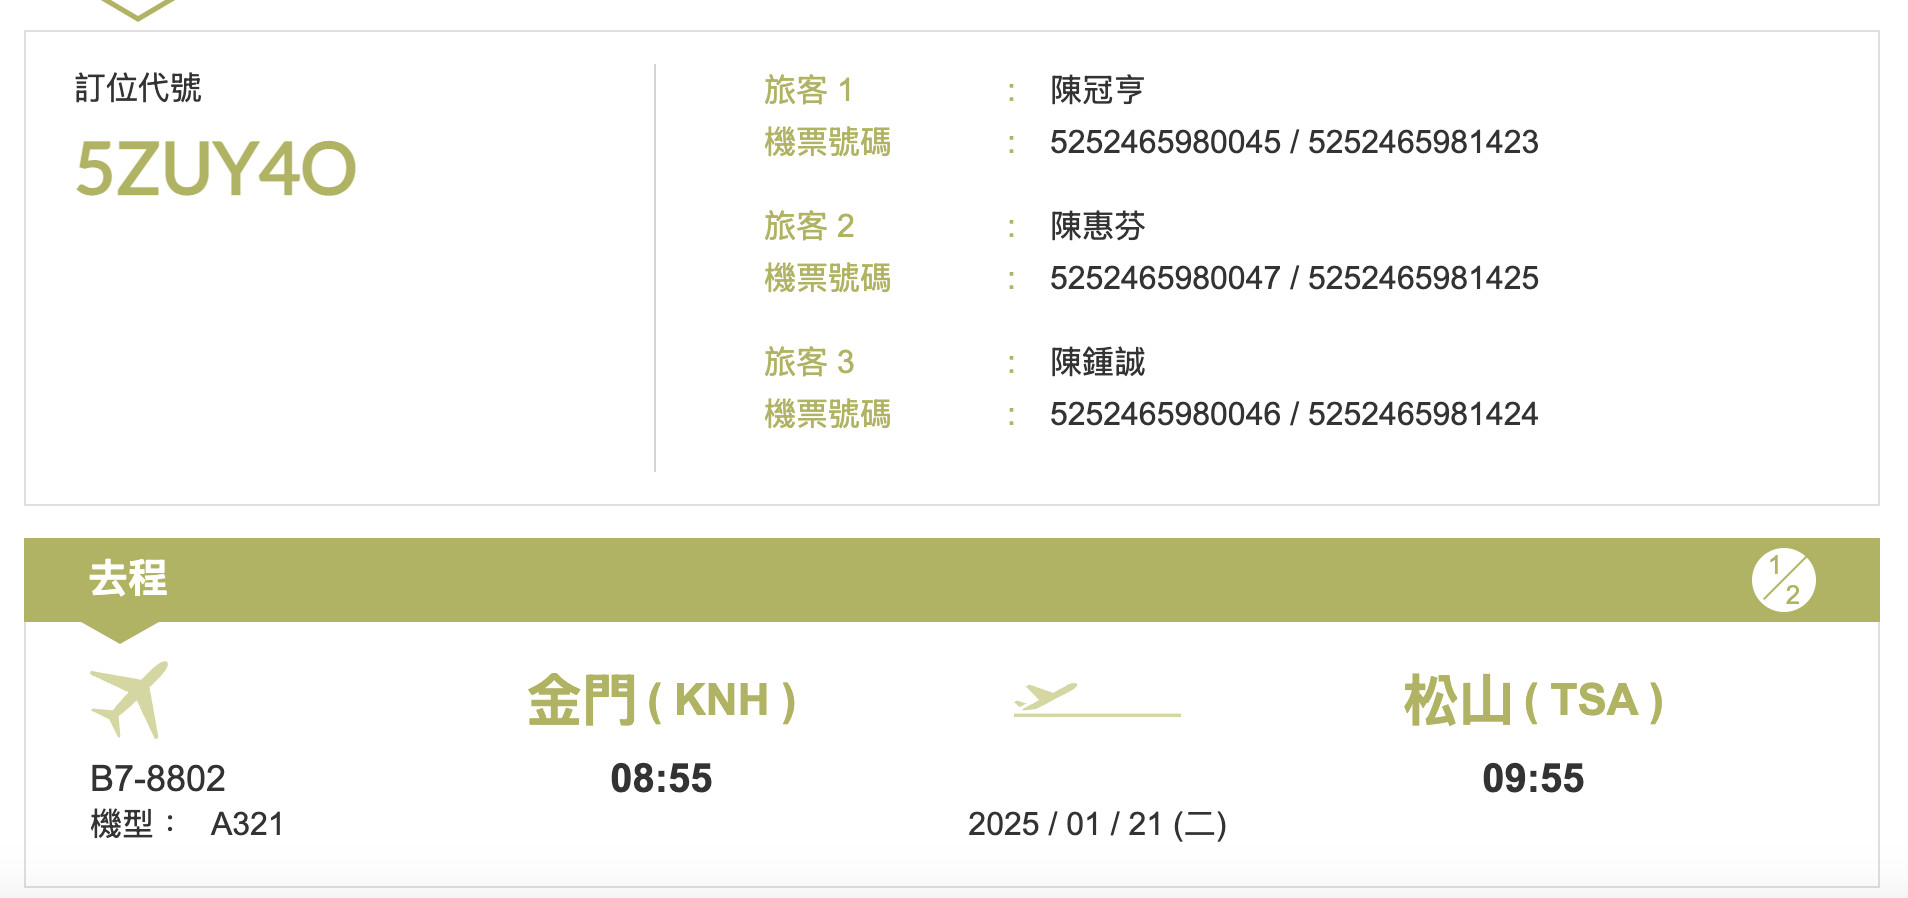 訂位代號
5ZUY4O
旅客 1 : 陳冠亨
機票號碼 : 5252465980045 / 5252465981423
旅客 2 : 陳惠芬
機票號碼 : 5252465980047 / 5252465981425
旅客 3 : 陳鍾誠
機票號碼 : 5252465980046 / 5252465981424
去程 1/2
金門 ( KNH ) 松山 ( TSA )
B7-8802 08:55 09:55
機型： A321 2025 / 01 / 21 (二)